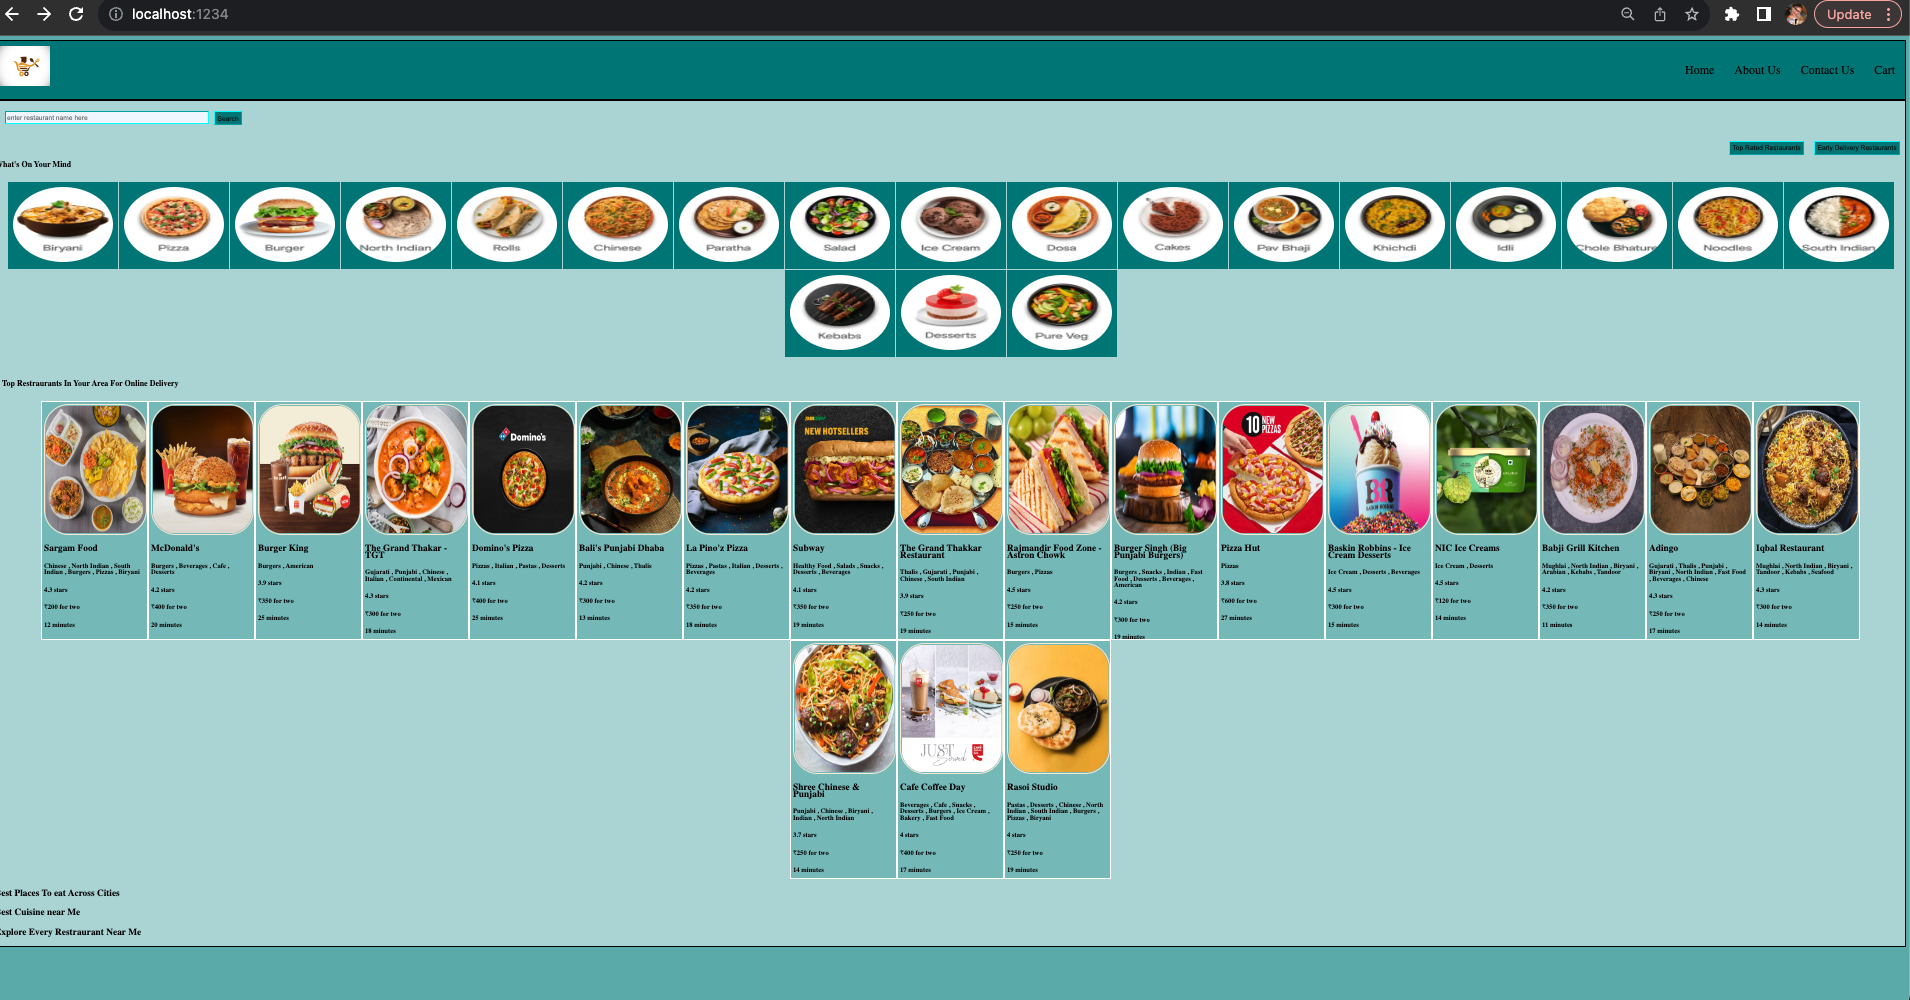 localhost:1234
Update
Home About Us Contact Us Cart
enter restaurant name here Search
Top Rated Restaurants Early Delivery Restaurants
What's On Your Mind
Biryani Pizza Burger North Indian Rolls Chinese Paratha Salad Ice Cream Dosa Cakes Pav Bhaji Khichdi Idli Chole Bhature Noodles South Indian
Kebabs Desserts Pure Veg
Top Restraurants In Your Area For Online Delivery
Sargam Food
Chinese , North Indian , South
Indian , Burgers , Pizzas , Biryani
4.3 stars
₹200 for two
12 minutes
McDonald's
Burgers , Beverages , Cafe ,
Desserts
4.2 stars
₹400 for two
20 minutes
Burger King
Burgers , American
3.9 stars
₹350 for two
25 minutes
The Grand Thakar -
TGT
Gujarati , Punjabi , Chinese ,
Italian , Continental , Mexican
4.3 stars
₹300 for two
18 minutes
Domino's
Domino's Pizza
Pizzas , Italian , Pastas , Desserts
4.1 stars
₹400 for two
25 minutes
Bali's Punjabi Dhaba
Punjabi , Chinese , Thalis
4.2 stars
₹300 for two
13 minutes
La Pino'z Pizza
Pizzas , Pastas , Italian , Desserts ,
Beverages
4.2 stars
₹350 for two
18 minutes
NEW HOTSELLERS
Subway
Healthy Food , Salads , Snacks ,
Desserts , Beverages
4.1 stars
₹350 for two
19 minutes
The Grand Thakkar
Restaurant
Thalis , Gujarati , Punjabi ,
Chinese , South Indian
3.9 stars
₹250 for two
19 minutes
Rajmandir Food Zone -
Astron Chowk
Burgers , Pizzas
4.5 stars
₹250 for two
15 minutes
Burger Singh (Big
Punjabi Burgers)
Burgers , Snacks , Indian , Fast
Food , Desserts , Beverages ,
American
4.2 stars
₹300 for two
19 minutes
10 NEW
PIZZAS
Pizza Hut
Pizzas
3.8 stars
₹600 for two
27 minutes
BR
BASKIN ROBBINS
Baskin Robbins - Ice
Cream Desserts
Ice Cream , Desserts , Beverages
4.5 stars
₹300 for two
15 minutes
NIC Ice Creams
Ice Cream , Desserts
4.5 stars
₹120 for two
14 minutes
Babji Grill Kitchen
Mughlai , North Indian , Biryani ,
Arabian , Kebabs , Tandoor
4.2 stars
₹350 for two
11 minutes
Adingo
Gujarati , Thalis , Punjabi ,
Biryani , North Indian , Fast Food
, Beverages , Chinese
4.3 stars
₹250 for two
17 minutes
Iqbal Restaurant
Mughlai , North Indian , Biryani ,
Tandoor , Kebabs , Seafood
4.3 stars
₹300 for two
14 minutes
Shree Chinese &
Punjabi
Punjabi , Chinese , Biryani ,
Indian , North Indian
3.7 stars
₹250 for two
14 minutes
JUST
Brewed
Cafe Coffee Day
Beverages , Cafe , Snacks ,
Desserts , Burgers , Ice Cream ,
Bakery , Fast Food
4 stars
₹400 for two
17 minutes
Rasoi Studio
Pastas , Desserts , Chinese , North
Indian , South Indian , Burgers ,
Pizzas , Biryani
4 stars
₹250 for two
19 minutes
est Places To eat Across Cities
est Cuisine near Me
Explore Every Restraurant Near Me